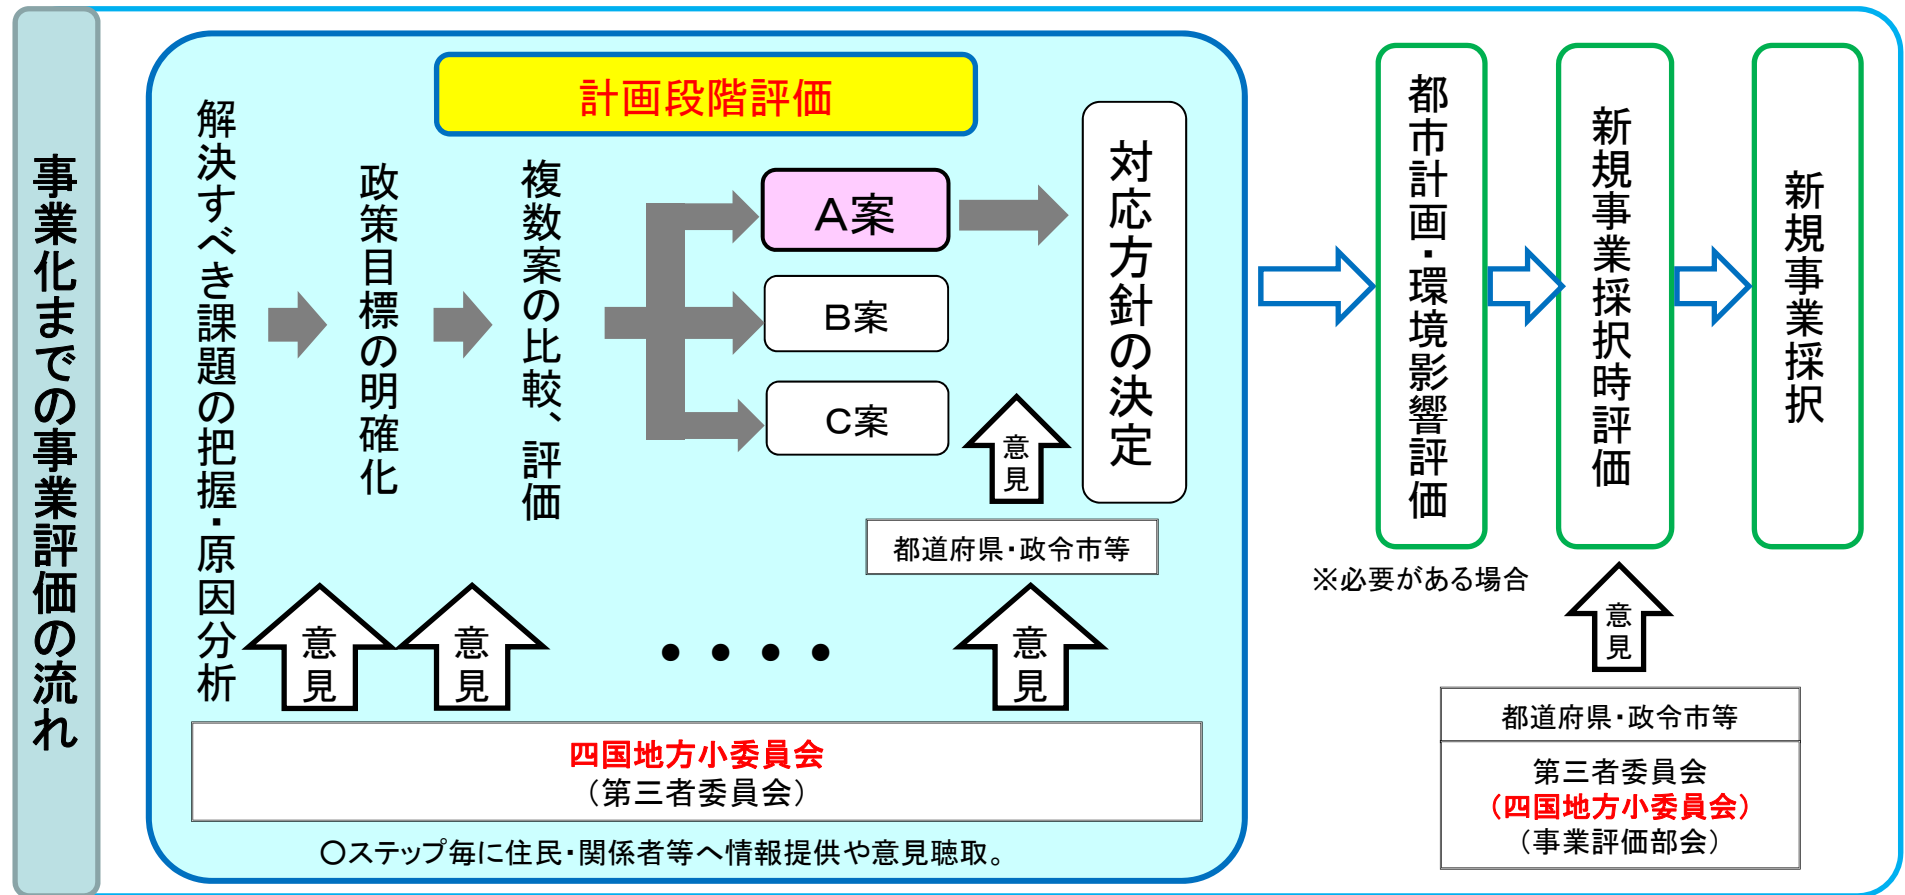 事業化までの事業評価の流れ
計画段階評価
解決すべき課題の把握・原因分析
政策目標の明確化
複数案の比較、評価
A案
B案
C案
対応方針の決定
意見
都道府県・政令市等
意見
意見
・・・・
意見
四国地方小委員会
（第三者委員会）
○ステップ毎に住民・関係者等へ情報提供や意見聴取。
都市計画・環境影響評価
※必要がある場合
新規事業採択時評価
意見
都道府県・政令市等
第三者委員会
（四国地方小委員会）
（事業評価部会）
新規事業採択